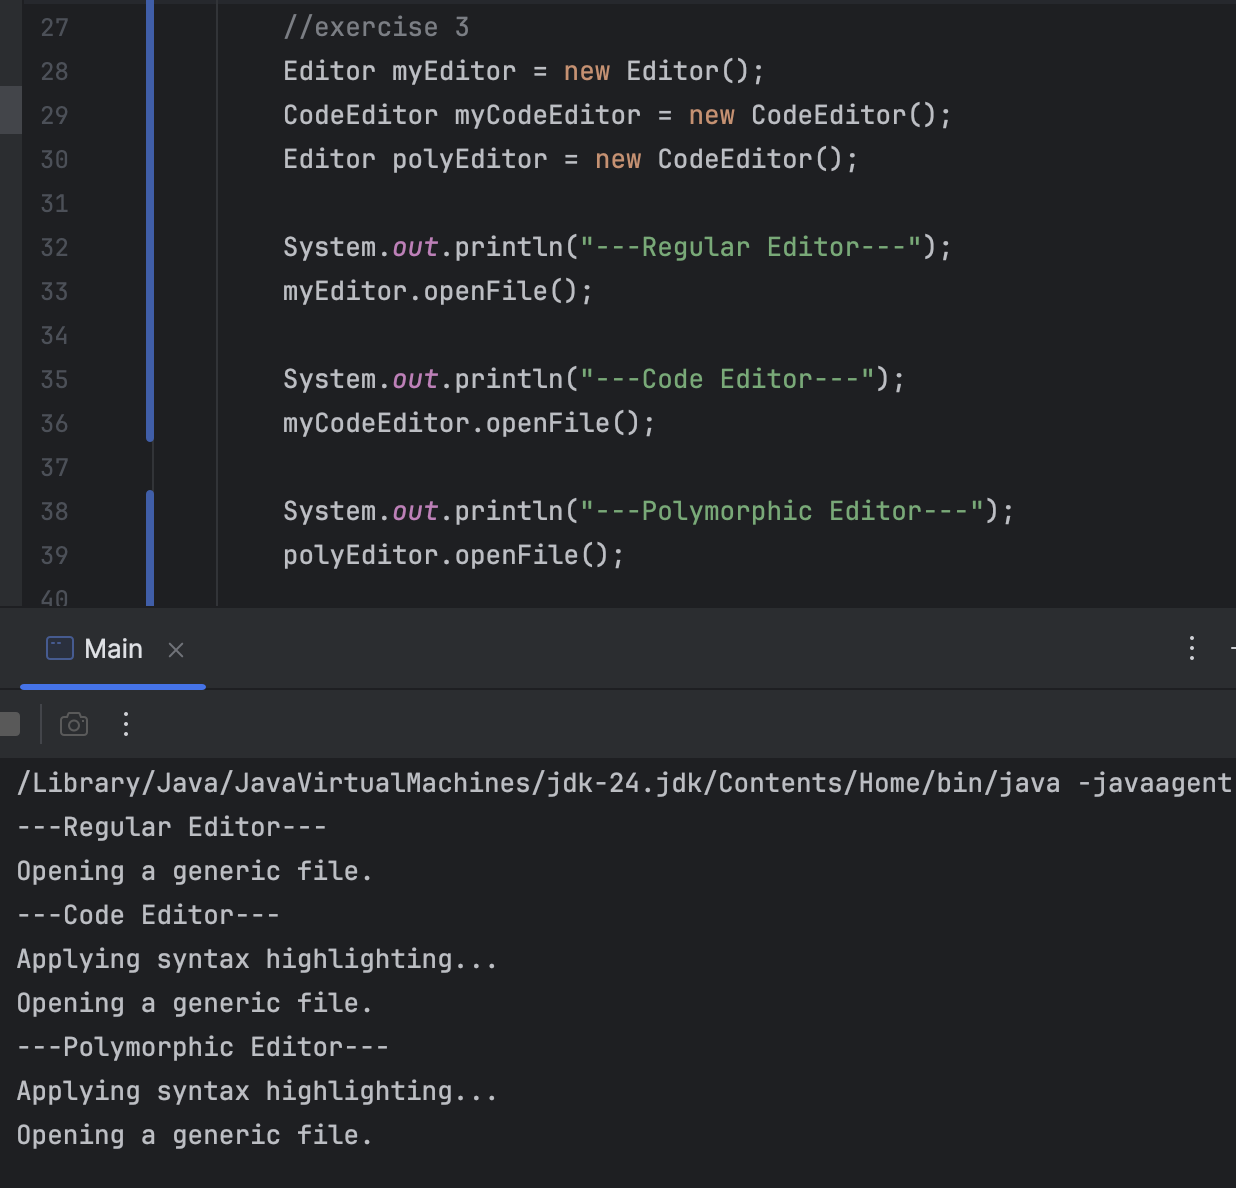 27 //exercise 3
28 Editor myEditor = new Editor();
29 CodeEditor myCodeEditor = new CodeEditor();
30 Editor polyEditor = new CodeEditor();
31
32 System.out.println("---Regular Editor---");
33 myEditor.openFile();
34
35 System.out.println("---Code Editor---");
36 myCodeEditor.openFile();
37
38 System.out.println("---Polymorphic Editor---");
39 polyEditor.openFile();
40
Main
/Library/Java/JavaVirtualMachines/jdk-24.jdk/Contents/Home/bin/java -javaagent
---Regular Editor---
Opening a generic file.
---Code Editor---
Applying syntax highlighting...
Opening a generic file.
---Polymorphic Editor---
Applying syntax highlighting...
Opening a generic file.